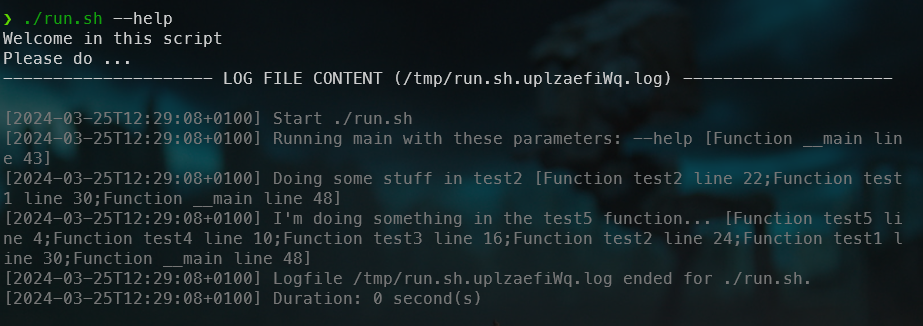 ❯ ./run.sh --help
Welcome in this script
Please do ...
--------------------- LOG FILE CONTENT (/tmp/run.sh.uplzaefiWq.log) ---------------------
[2024-03-25T12:29:08+0100] Start ./run.sh
[2024-03-25T12:29:08+0100] Running main with these parameters: --help [Function __main lin
e 43]
[2024-03-25T12:29:08+0100] Doing some stuff in test2 [Function test2 line 22;Function test
1 line 30;Function __main line 48]
[2024-03-25T12:29:08+0100] I'm doing something in the test5 function... [Function test5 li
ne 4;Function test4 line 10;Function test3 line 16;Function test2 line 24;Function test1 l
ine 30;Function __main line 48]
[2024-03-25T12:29:08+0100] Logfile /tmp/run.sh.uplzaefiWq.log ended for ./run.sh.
[2024-03-25T12:29:08+0100] Duration: 0 second(s)